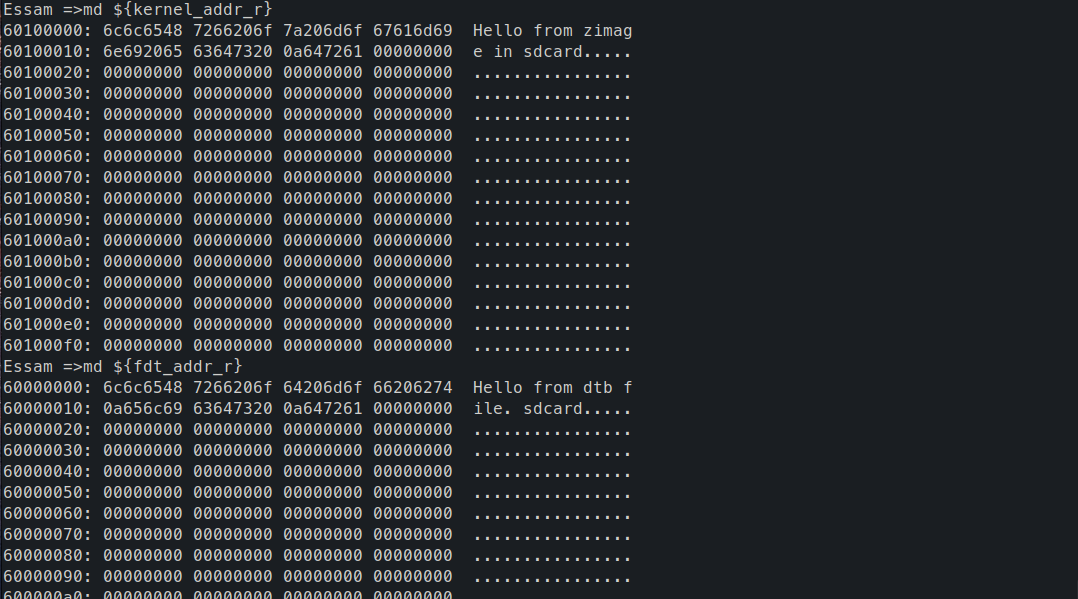 Essam =>md ${kernel_addr_r}
60100000: 6c6c6548 7266206f 7a206d6f 67616d69  Hello from zimag
60100010: 6e692065 63647320 0a647261 00000000  e in sdcard.....
60100020: 00000000 00000000 00000000 00000000  ................
60100030: 00000000 00000000 00000000 00000000  ................
60100040: 00000000 00000000 00000000 00000000  ................
60100050: 00000000 00000000 00000000 00000000  ................
60100060: 00000000 00000000 00000000 00000000  ................
60100070: 00000000 00000000 00000000 00000000  ................
60100080: 00000000 00000000 00000000 00000000  ................
60100090: 00000000 00000000 00000000 00000000  ................
601000a0: 00000000 00000000 00000000 00000000  ................
601000b0: 00000000 00000000 00000000 00000000  ................
601000c0: 00000000 00000000 00000000 00000000  ................
601000d0: 00000000 00000000 00000000 00000000  ................
601000e0: 00000000 00000000 00000000 00000000  ................
601000f0: 00000000 00000000 00000000 00000000  ................
Essam =>md ${fdt_addr_r}
60000000: 6c6c6548 7266206f 64206d6f 66206274  Hello from dtb f
60000010: 0a656c69 63647320 0a647261 00000000  ile. sdcard.....
60000020: 00000000 00000000 00000000 00000000  ................
60000030: 00000000 00000000 00000000 00000000  ................
60000040: 00000000 00000000 00000000 00000000  ................
60000050: 00000000 00000000 00000000 00000000  ................
60000060: 00000000 00000000 00000000 00000000  ................
60000070: 00000000 00000000 00000000 00000000  ................
60000080: 00000000 00000000 00000000 00000000  ................
60000090: 00000000 00000000 00000000 00000000  ................
600000a0: 00000000 00000000 00000000 00000000